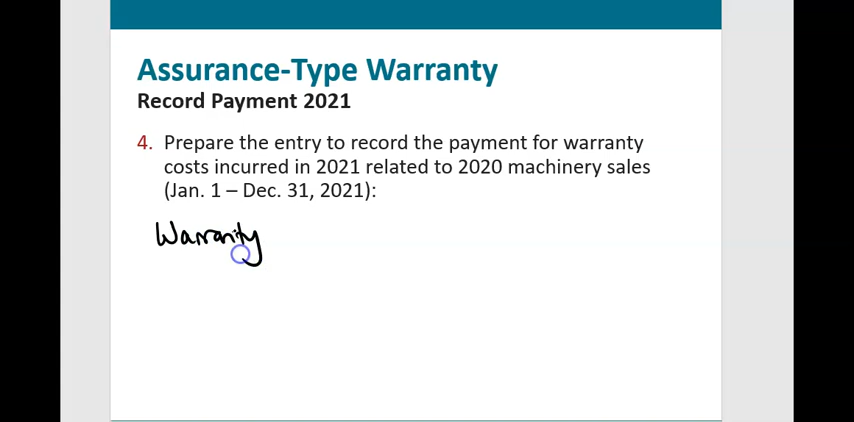 Assurance-Type Warranty
Record Payment 2021
4. Prepare the entry to record the payment for warranty
costs incurred in 2021 related to 2020 machinery sales
(Jan. 1 – Dec. 31, 2021):
Warranty